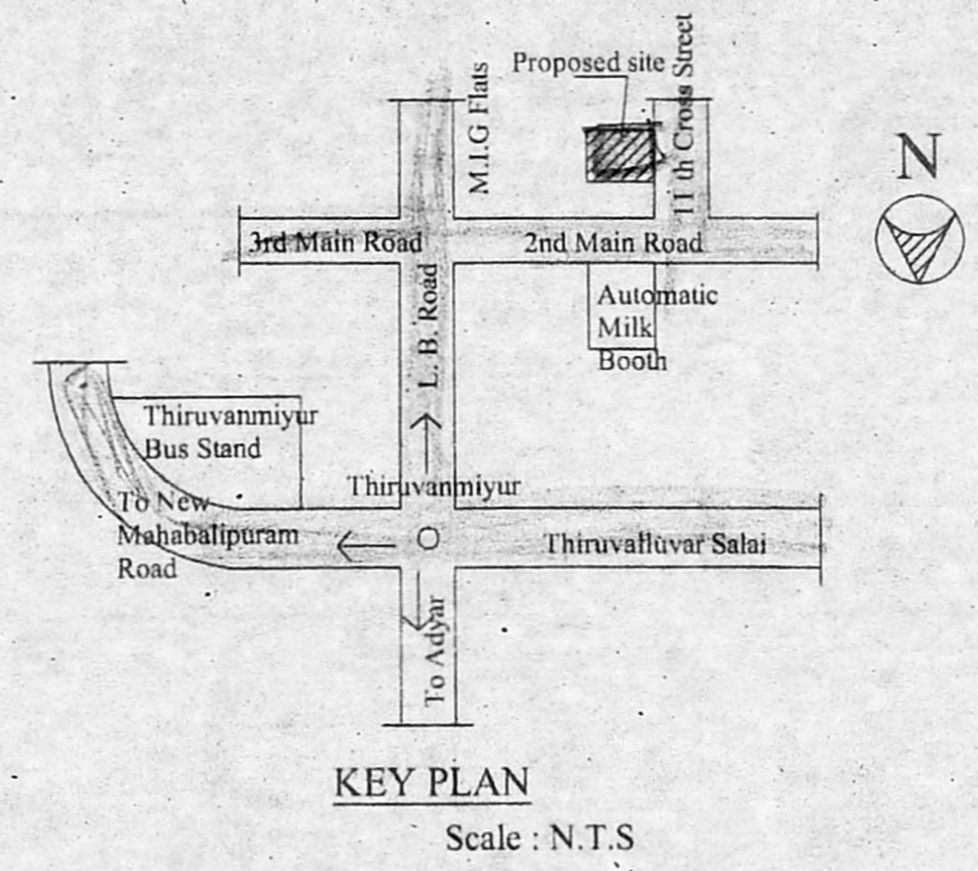 Proposed site
M.I.G Flats
11 th Cross Street
N
3rd Main Road
2nd Main Road
L. B. Road
Automatic
Milk
Booth
Thiruvanmiyur
Bus Stand
Thiruvanmiyur
To New
Mahabalipuram
Road
Thiruvalluvar Salai
To Adyar
KEY PLAN
Scale : N.T.S